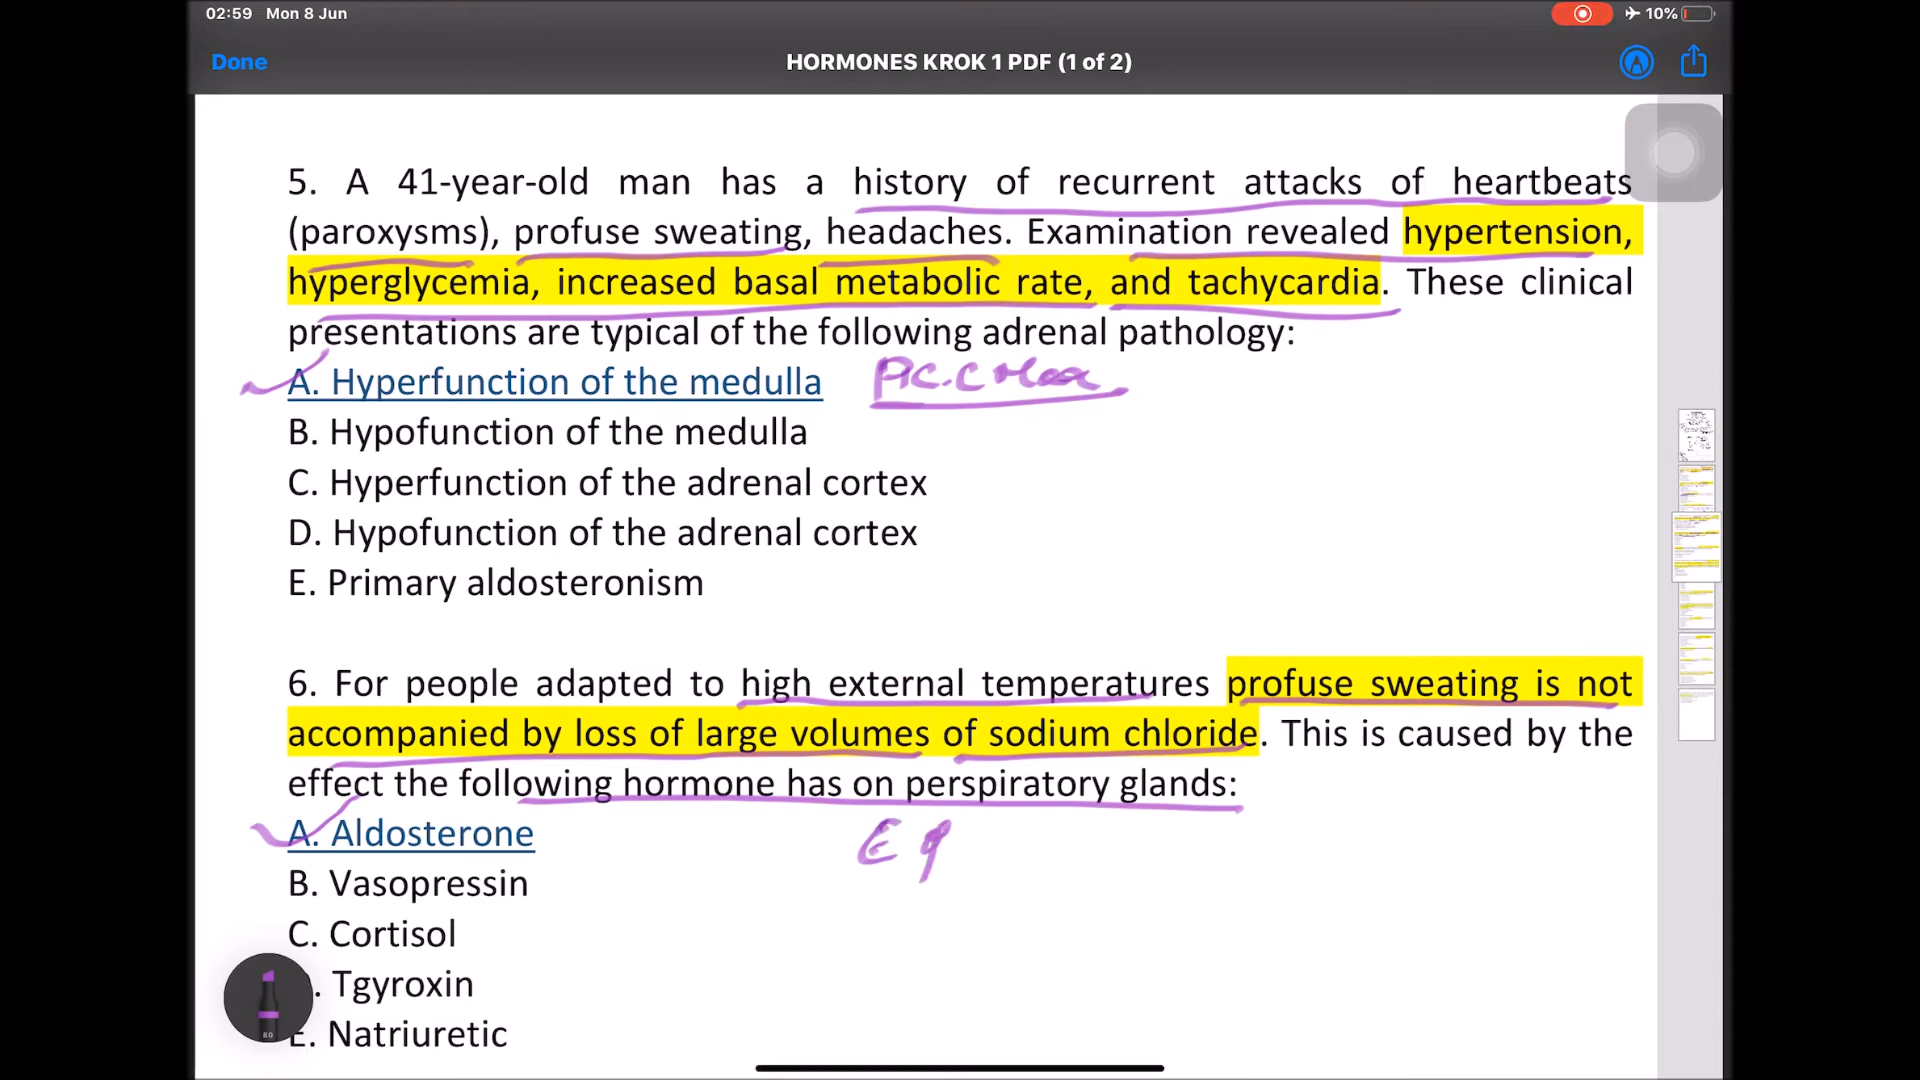 02:59 Mon 8 Jun
10%
Done
HORMONES KROK 1 PDF (1 of 2)
5. A 41-year-old man has a history of recurrent attacks of heartbeats
(paroxysms), profuse sweating, headaches. Examination revealed hypertension,
hyperglycemia, increased basal metabolic rate, and tachycardia. These clinical
presentations are typical of the following adrenal pathology:
A. Hyperfunction of the medulla
B. Hypofunction of the medulla
C. Hyperfunction of the adrenal cortex
D. Hypofunction of the adrenal cortex
E. Primary aldosteronism
6. For people adapted to high external temperatures profuse sweating is not
accompanied by loss of large volumes of sodium chloride. This is caused by the
effect the following hormone has on perspiratory glands:
A. Aldosterone
B. Vasopressin
C. Cortisol
. Tgyroxin
E. Natriuretic
80